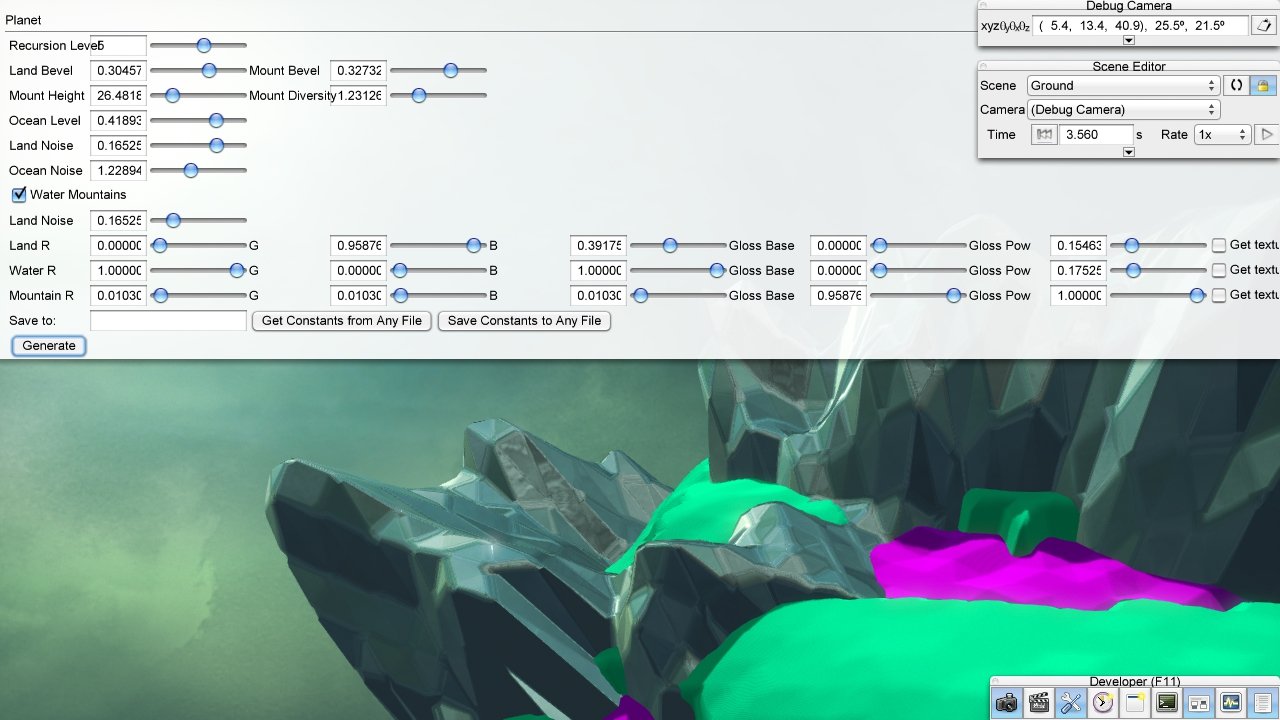 Planet
Debug Camera
xyz ( 5.4, 13.4, 40.9), 25.5º, 21.5º
Recursion Level 5
Land Bevel 0.30457 Mount Bevel 0.32732
Mount Height 26.4818 Mount Diversity 1.23126
Ocean Level 0.41893
Land Noise 0.16525
Ocean Noise 1.22894
Water Mountains
Scene Editor
Scene Ground
Camera (Debug Camera)
Time 3.560 s Rate 1x
Land Noise 0.16525
Land R 0.00000 G 0.95876 B 0.39175 Gloss Base 0.00000 Gloss Pow 0.15463 Get textu
Water R 1.00000 G 0.00000 B 1.00000 Gloss Base 0.00000 Gloss Pow 0.17525 Get textu
Mountain R 0.01030 G 0.01030 B 0.01030 Gloss Base 0.95876 Gloss Pow 1.00000 Get textu
Save to: Get Constants from Any File Save Constants to Any File
Generate
Developer (F11)